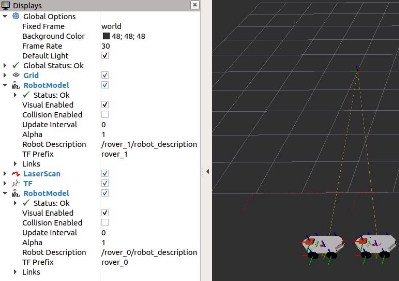 Displays
Global Options
Fixed Frame world
Background Color 48; 48; 48
Frame Rate 30
Default Light
Global Status: Ok
Grid
RobotModel
Status: Ok
Visual Enabled
Collision Enabled
Update Interval 0
Alpha 1
Robot Description /rover_1/robot_description
TF Prefix rover_1
Links
LaserScan
TF
RobotModel
Status: Ok
Visual Enabled
Collision Enabled
Update Interval 0
Alpha 1
Robot Description /rover_0/robot_description
TF Prefix rover_0
Links